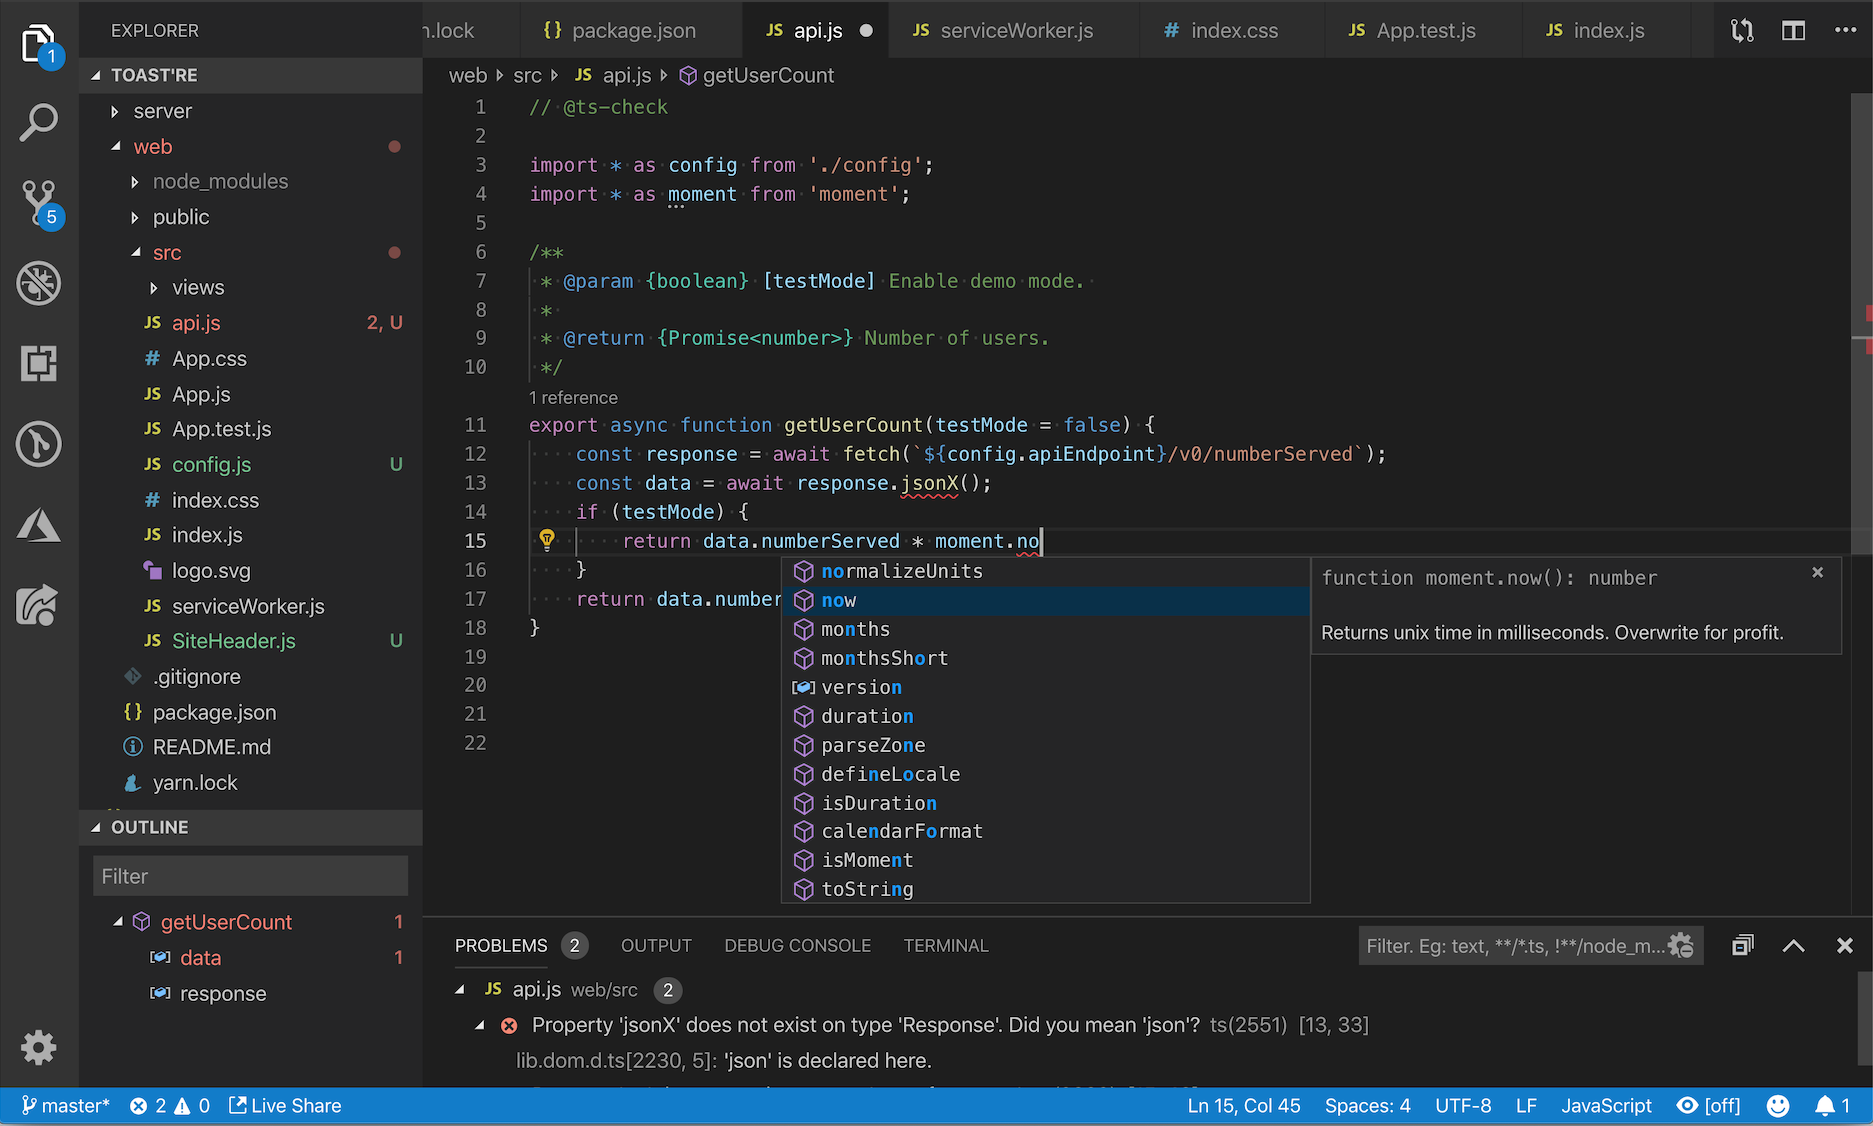 EXPLORER
n.lock
{} package.json
JS api.js
JS serviceWorker.js
# index.css
JS App.test.js
JS index.js
1
TOAST'RE
server
web
node_modules
public
src
views
JS api.js 2, U
# App.css
JS App.js
JS App.test.js
JS config.js U
# index.css
JS index.js
logo.svg
JS serviceWorker.js
JS SiteHeader.js U
.gitignore
{} package.json
README.md
yarn.lock
5
OUTLINE
Filter
getUserCount 1
data 1
response
web src JS api.js getUserCount
1 // @ts-check
2
3 import * as config from './config';
4 import * as moment from 'moment';
5
6 /**
7 * @param {boolean} [testMode] Enable demo mode.
8 *
9 * @return {Promise<number>} Number of users.
10 */
1 reference
11 export async function getUserCount(testMode = false) {
12 const response = await fetch(`${config.apiEndpoint}/v0/numberServed`);
13 const data = await response.jsonX();
14 if (testMode) {
15 return data.numberServed * moment.no
16 }
17 return data.number
18 }
19
20
21
22
normalizeUnits
now
months
monthsShort
version
duration
parseZone
defineLocale
isDuration
calendarFormat
isMoment
toString
function moment.now(): number
Returns unix time in milliseconds. Overwrite for profit.
PROBLEMS 2 OUTPUT DEBUG CONSOLE TERMINAL
Filter. Eg: text, **/*.ts, !**/node_m...
JS api.js web/src 2
Property 'jsonX' does not exist on type 'Response'. Did you mean 'json'? ts(2551) [13, 33]
lib.dom.d.ts[2230, 5]: 'json' is declared here.
master* 2 0 Live Share
Ln 15, Col 45 Spaces: 4 UTF-8 LF JavaScript [off] 1